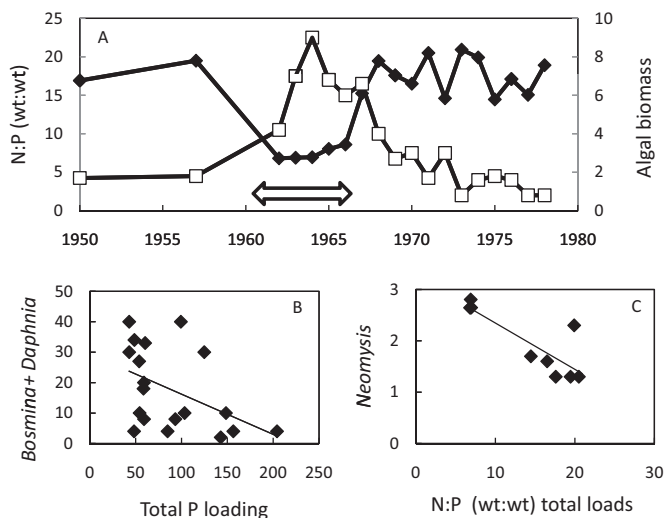 A
25
20
15
10
5
0
N:P (wt:wt)
10
8
6
4
2
0
Algal biomass
1950 1955 1960 1965 1970 1975 1980
B
50
40
30
20
10
0
Bosmina+ Daphnia
0 50 100 150 200 250
Total P loading
C
3
2
1
0
Neomysis
0 10 20 30
N:P (wt:wt) total loads